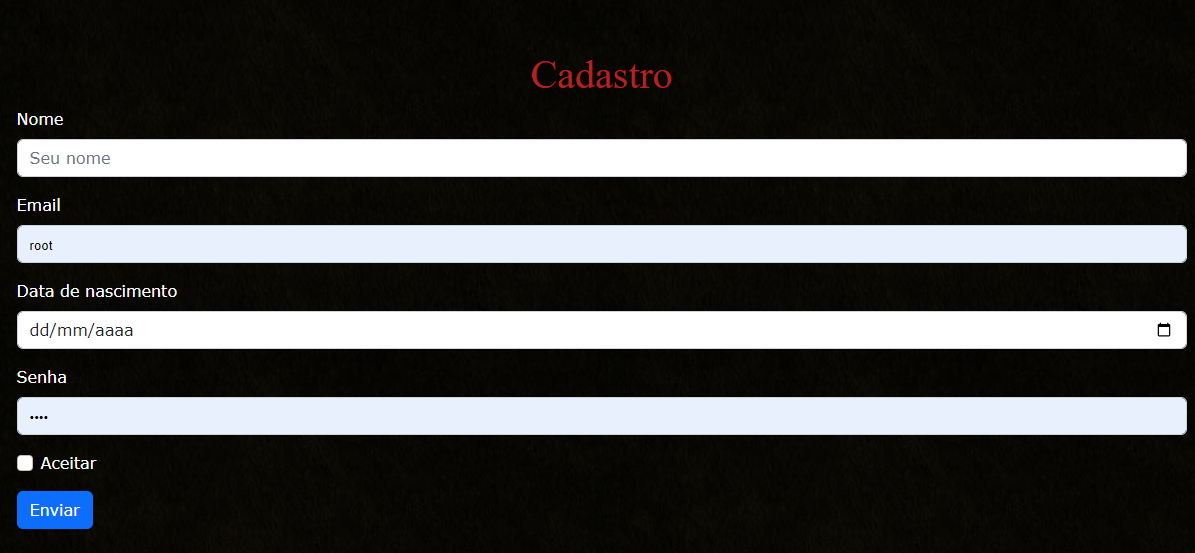 Cadastro
Nome
Seu nome
Email
root
Data de nascimento
dd/mm/aaaa
Senha
••••
Aceitar
Enviar